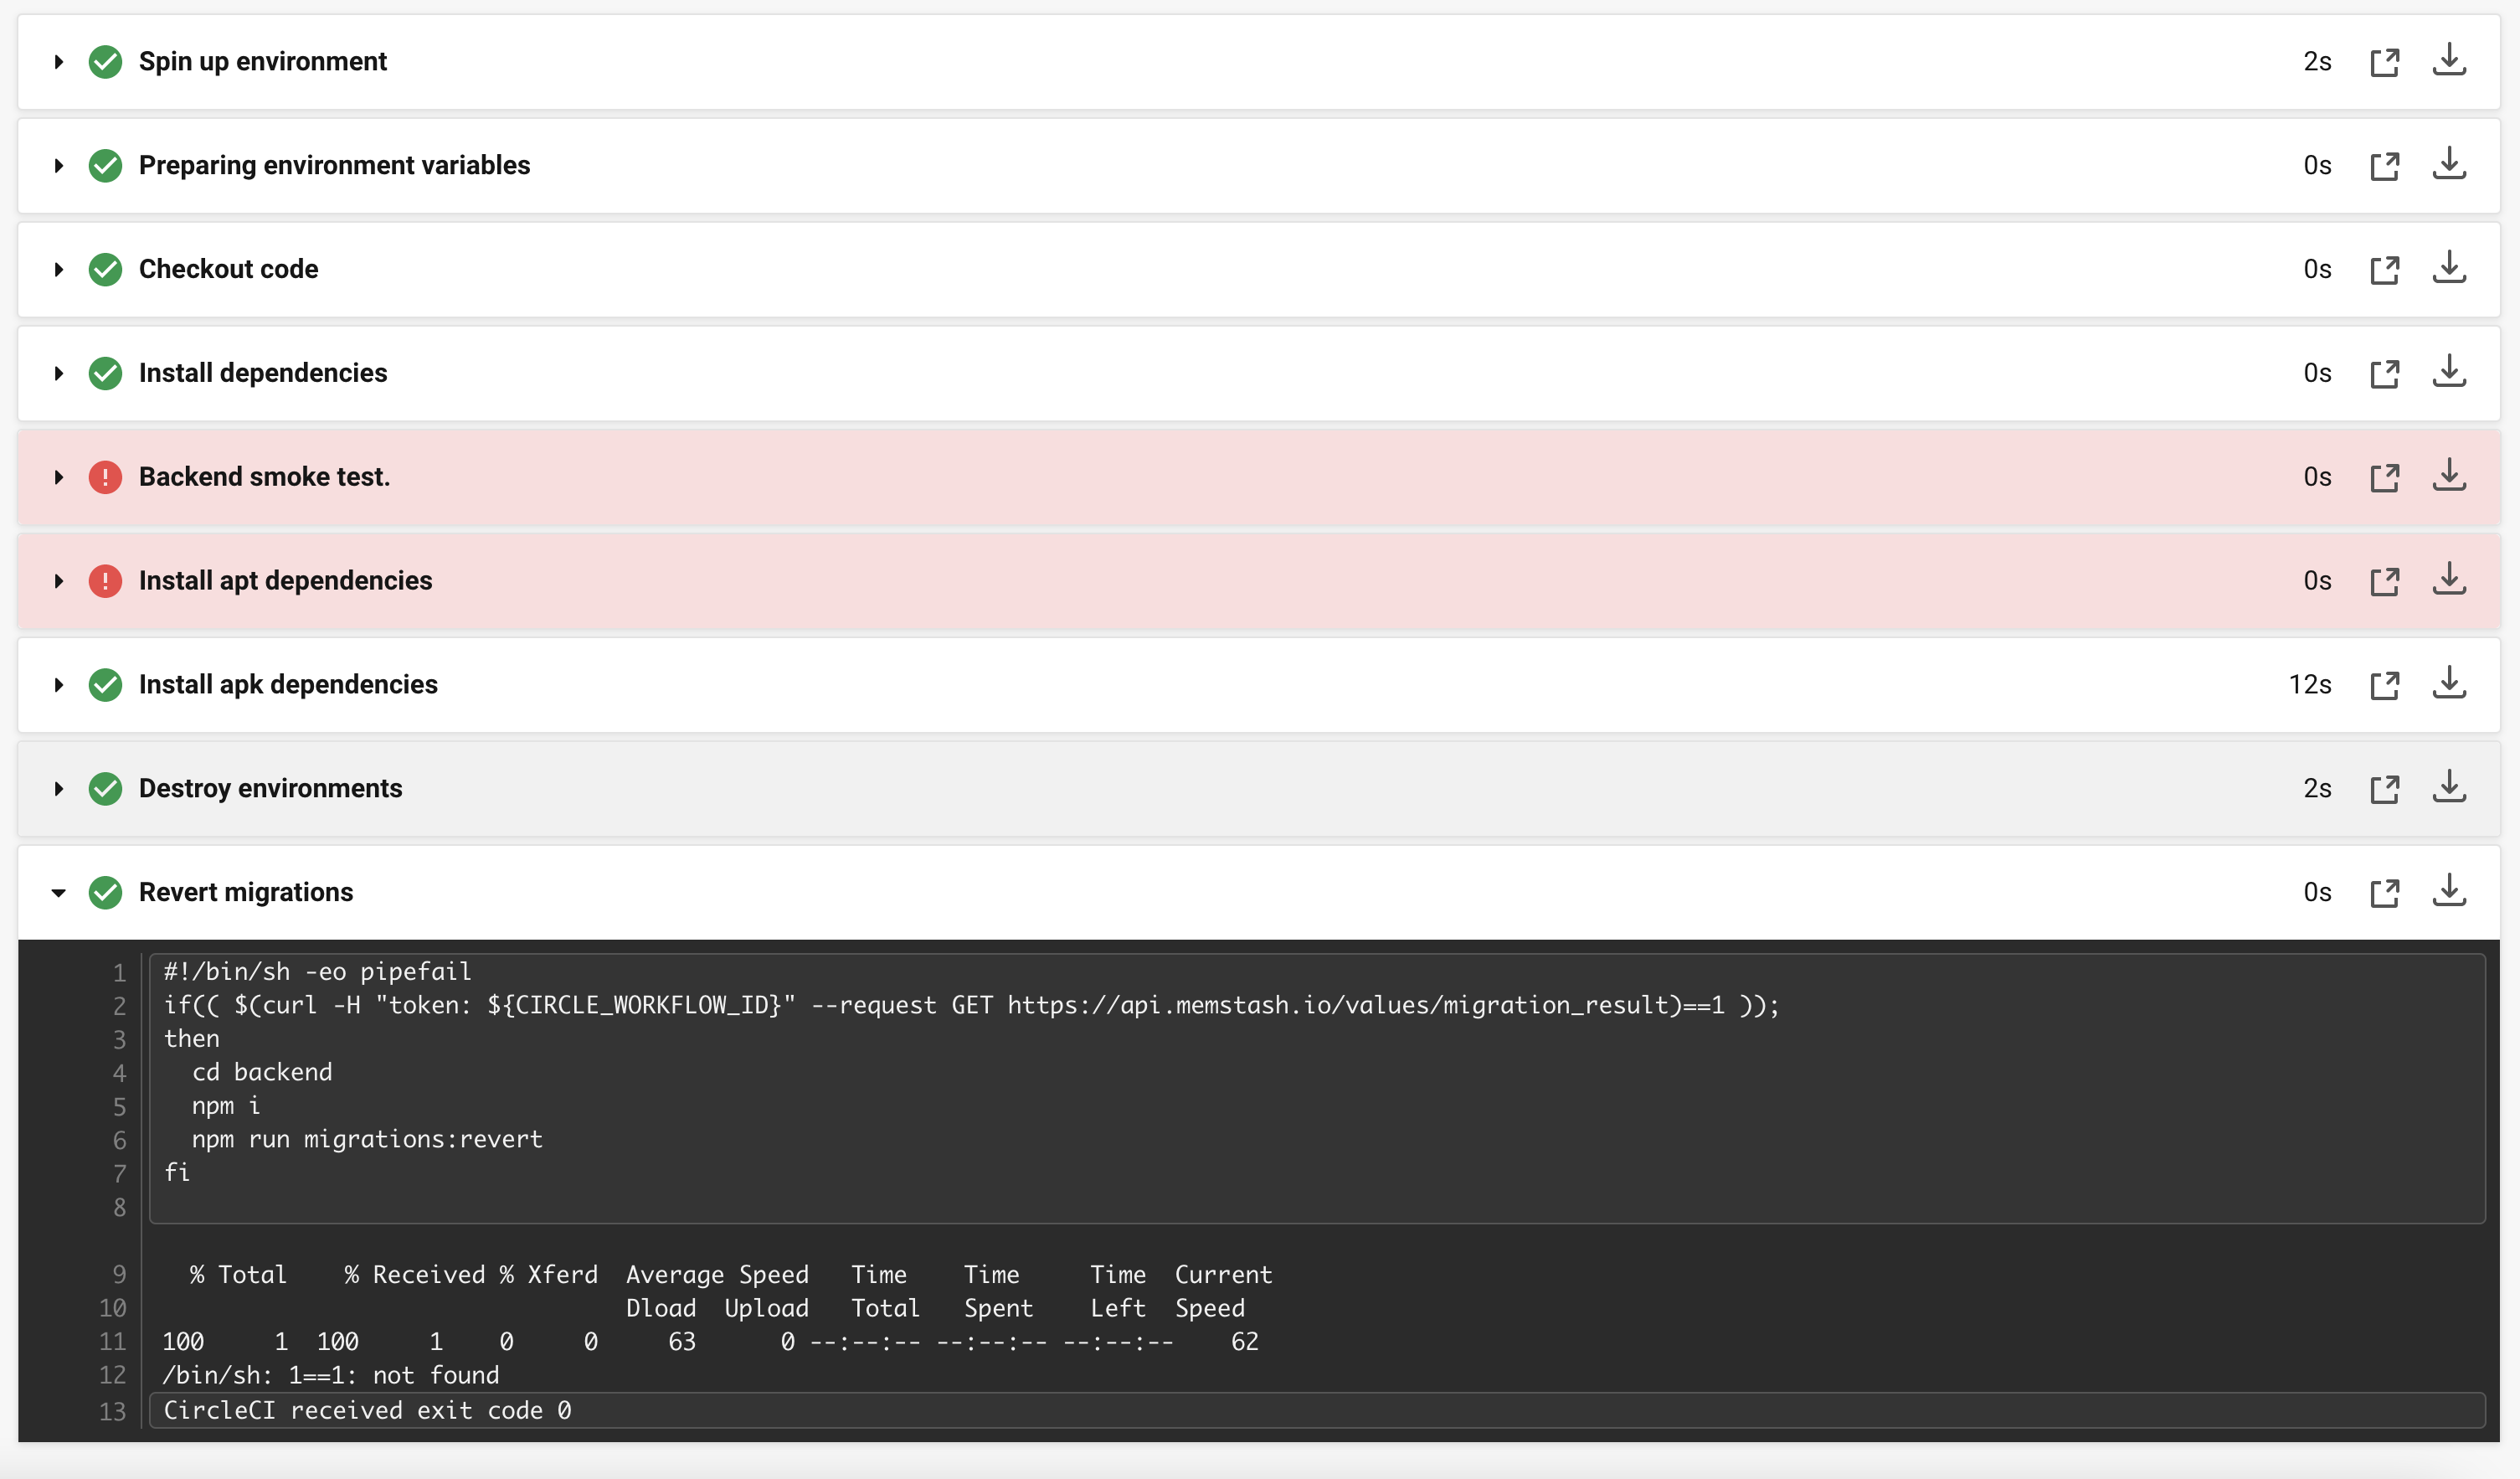 Spin up environment 2s
Preparing environment variables 0s
Checkout code 0s
Install dependencies 0s
Backend smoke test. 0s
Install apt dependencies 0s
Install apk dependencies 12s
Destroy environments 2s
Revert migrations 0s
1 #!/bin/sh -eo pipefail
2 if(( $(curl -H "token: ${CIRCLE_WORKFLOW_ID}" --request GET https://api.memstash.io/values/migration_result)==1 ));
3 then
4   cd backend
5   npm i
6   npm run migrations:revert
7 fi
8
9   % Total    % Received % Xferd  Average Speed   Time    Time     Time  Current
10                                  Dload  Upload   Total   Spent    Left  Speed
11 100     1  100     1    0     0     63      0 --:--:-- --:--:-- --:--:--    62
12 /bin/sh: 1==1: not found
13 CircleCI received exit code 0